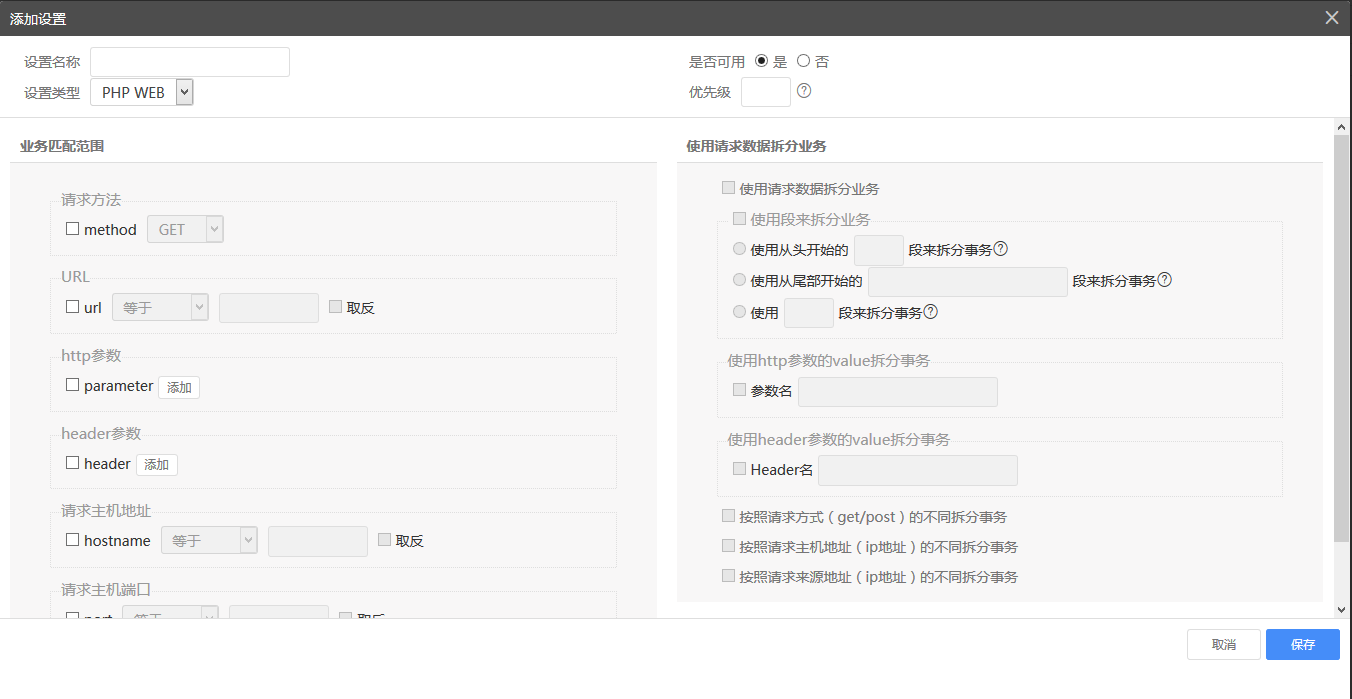 添加设置
设置名称
是否可用 是 否
设置类型 PHP WEB
优先级
业务匹配范围
请求方法
method GET
URL
url 等于 取反
http参数
parameter 添加
header参数
header 添加
请求主机地址
hostname 等于 取反
请求主机端口
port 等于 取反
使用请求数据拆分业务
使用请求数据拆分业务
使用段来拆分业务
使用从头开始的 段来拆分事务?
使用从尾部开始的 段来拆分事务?
使用 段来拆分事务?
使用http参数的value拆分事务
参数名
使用header参数的value拆分事务
Header名
按照请求方式（get/post）的不同拆分事务
按照请求主机地址（ip地址）的不同拆分事务
按照请求来源地址（ip地址）的不同拆分事务
取消 保存